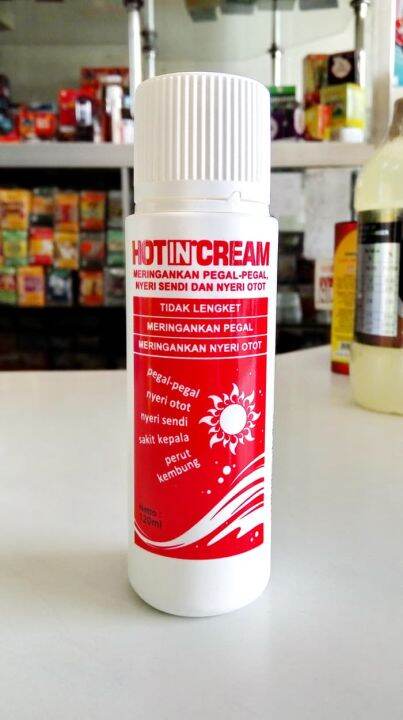 HOT IN CREAM
MERINGANKAN PEGAL-PEGAL,
NYERI SENDI DAN NYERI OTOT
TIDAK LENGKET
MERINGANKAN PEGAL
MERINGANKAN NYERI OTOT
pegal-pegal
nyeri otot
nyeri sendi
sakit kepala
perut
kembung
Netto :
120ml